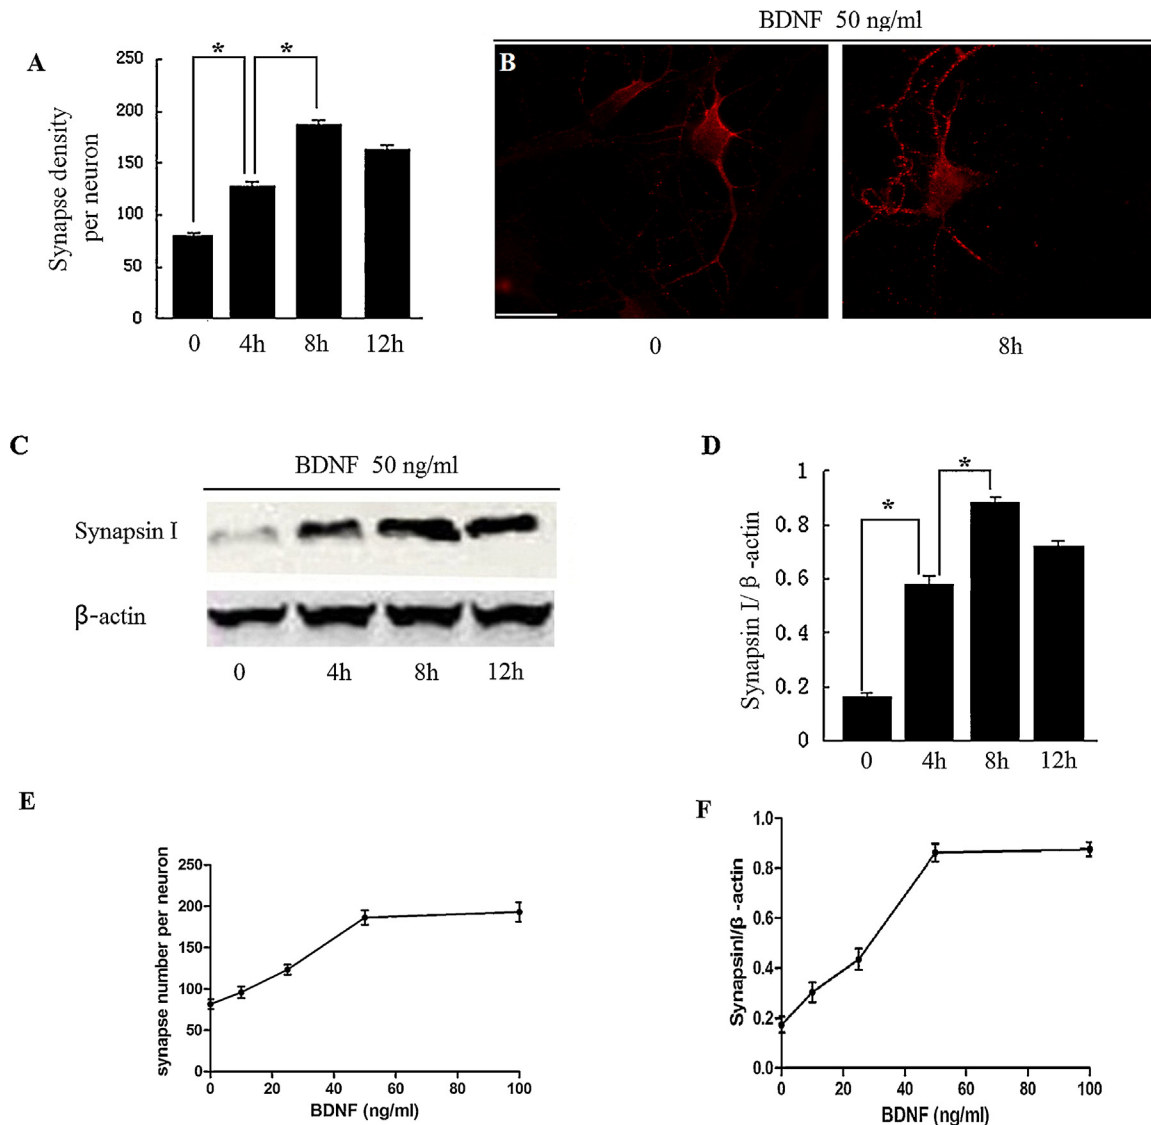 BDNF 50 ng/ml
A
* *
250
200
150
100
50
0
Synapse density
per neuron
0 4h 8h 12h
B
0 8h
C
BDNF 50 ng/ml
Synapsin I
β-actin
0 4h 8h 12h
D
* *
1
0.8
0.6
0.4
0.2
0
Synapsin I/ β -actin
0 4h 8h 12h
E
250
200
150
100
50
0
synapse number per neuron
0 20 40 60 80 100
BDNF (ng/ml)
F
1.0
0.8
0.6
0.4
0.2
0.0
SynapsinI/β -actin
0 20 40 60 80 100
BDNF (ng/ml)